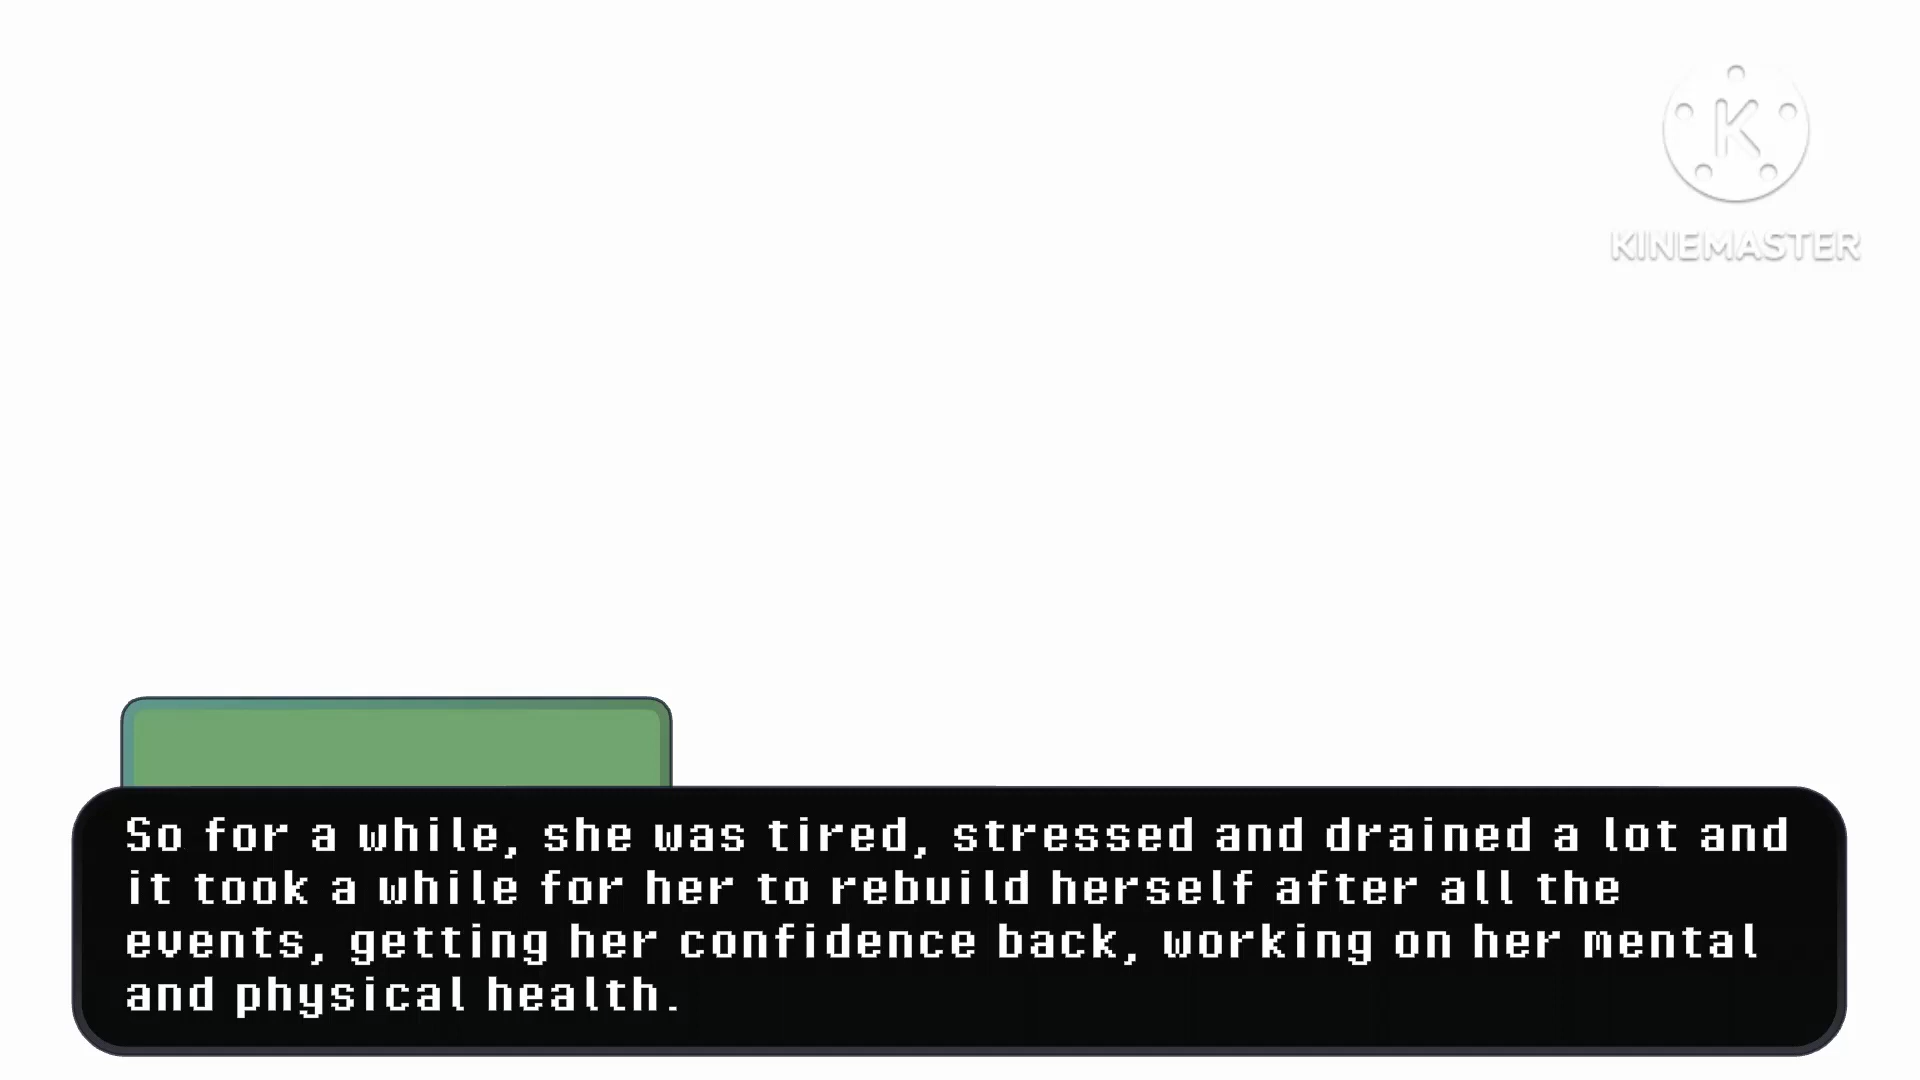 K
KINEMASTER
So for a while, she was tired, stressed and drained a lot and
it took a while for her to rebuild herself after all the
events, getting her confidence back, working on her mental
and physical health.